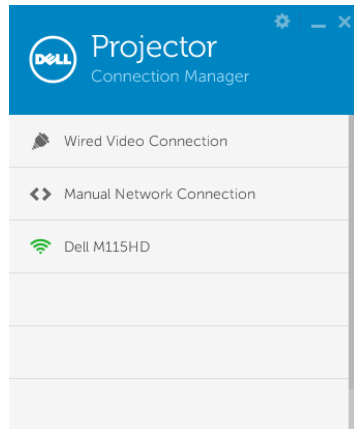 DELL
Projector
Connection Manager
Wired Video Connection
Manual Network Connection
Dell M115HD